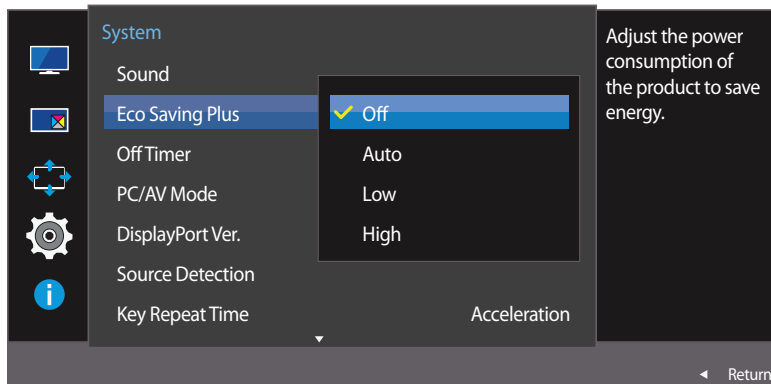 System
Sound
Eco Saving Plus
Off
Off Timer
Auto
PC/AV Mode
Low
DisplayPort Ver.
High
Source Detection
Key Repeat Time
Acceleration
Adjust the power
consumption of
the product to save
energy.
Return